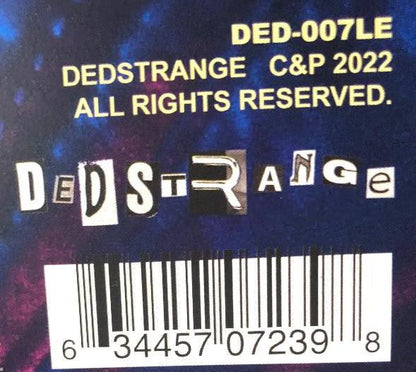 DED-007LE
DEDSTRANGE C&P 2022
ALL RIGHTS RESERVED.
DEDSTRANGe
6 34457 07239 8